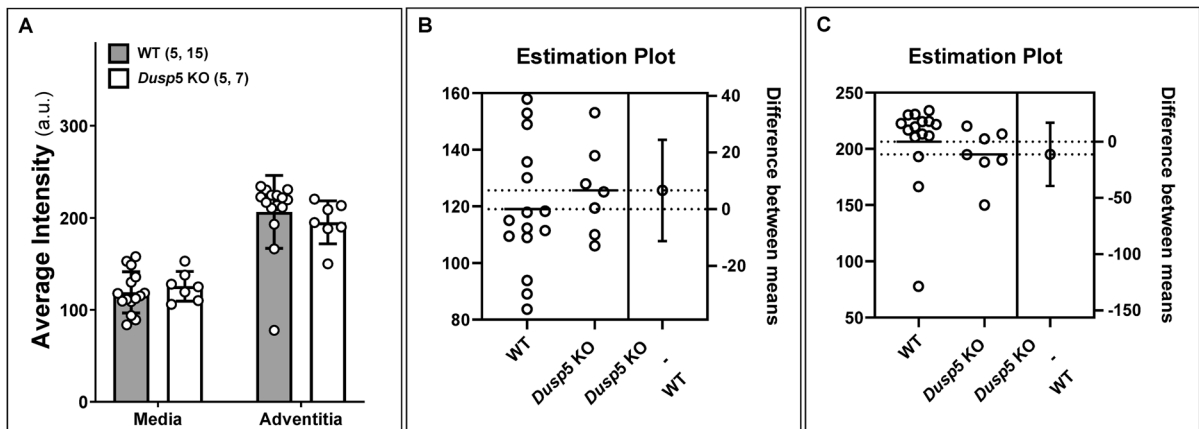 A
WT (5, 15)
Dusp5 KO (5, 7)
Average Intensity (a.u.)
300
200
100
0
Media
Adventitia
B
Estimation Plot
160
140
120
100
80
40
20
0
-20
Difference between means
WT
Dusp5 KO
Dusp5 KO
-
WT
C
Estimation Plot
250
200
150
100
50
0
-50
-100
-150
Difference between means
WT
Dusp5 KO
Dusp5 KO
-
WT